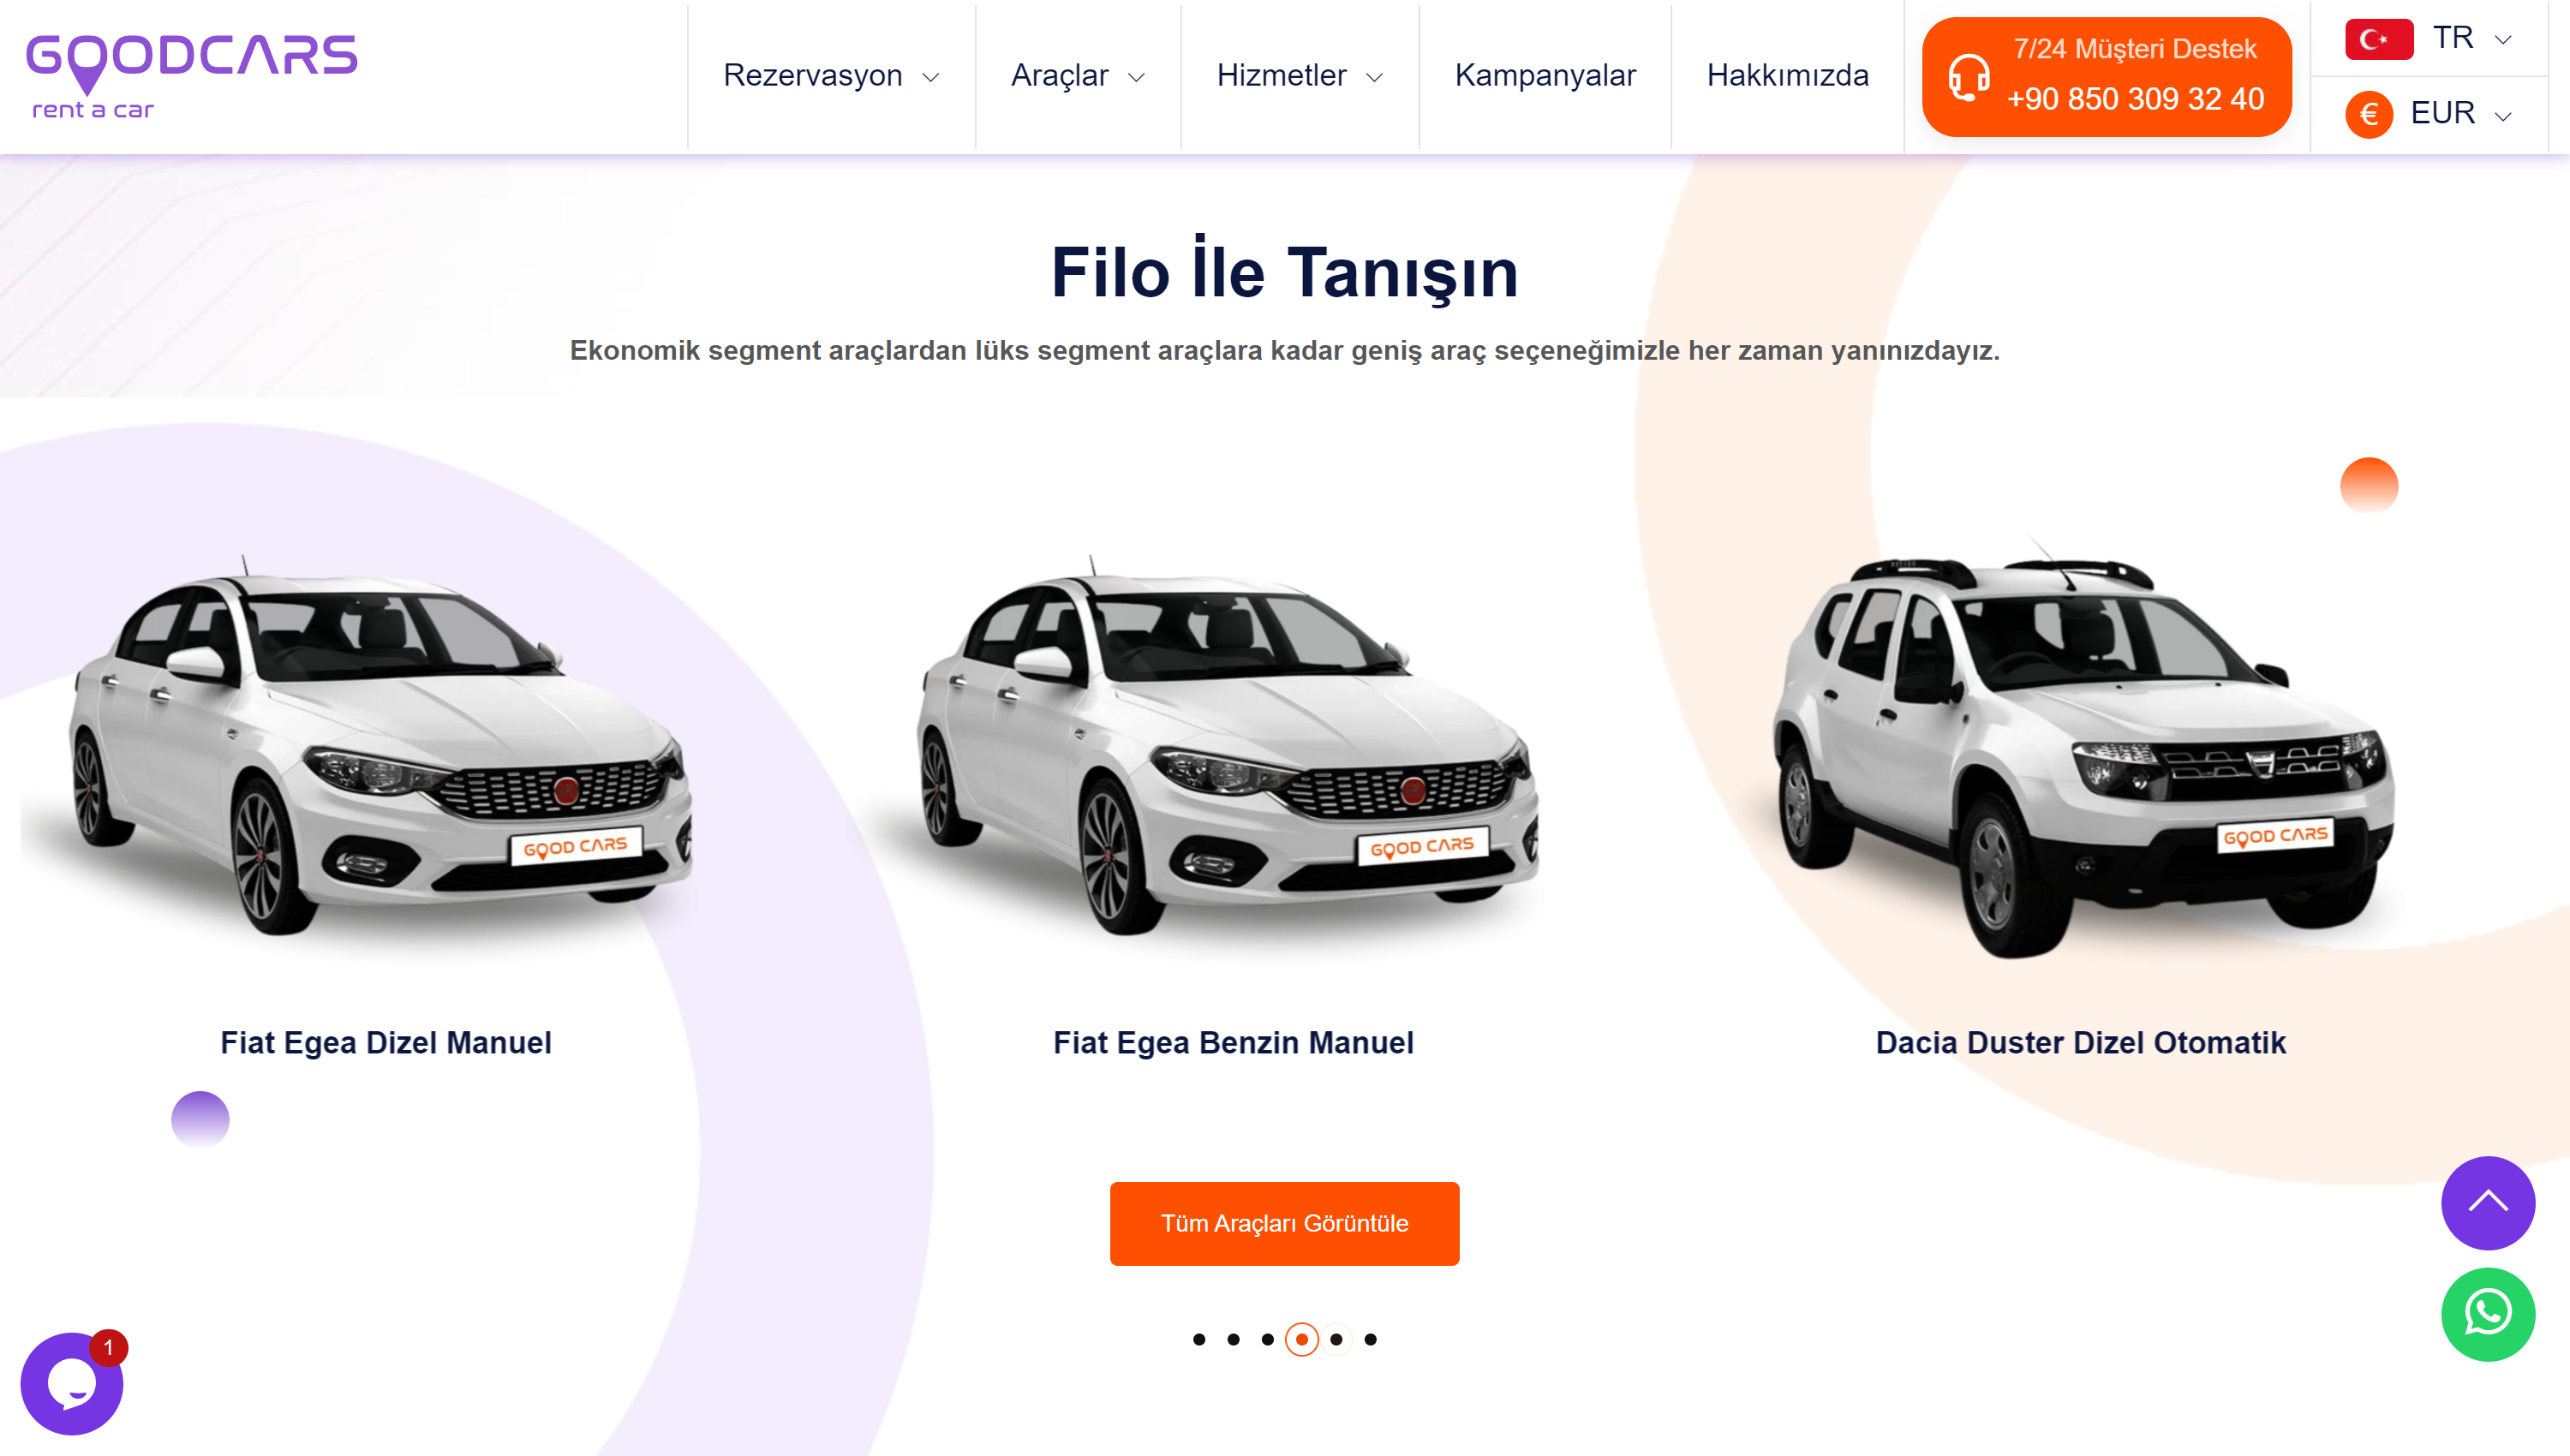 GOODCARS
rent a car
Rezervasyon
Araçlar
Hizmetler
Kampanyalar
Hakkımızda
7/24 Müşteri Destek
+90 850 309 32 40
TR
€ EUR
Filo İle Tanışın
Ekonomik segment araçlardan lüks segment araçlara kadar geniş araç seçeneğimizle her zaman yanınızdayız.
GOOD CARS
GOOD CARS
GOOD CARS
Fiat Egea Dizel Manuel
Fiat Egea Benzin Manuel
Dacia Duster Dizel Otomatik
Tüm Araçları Görüntüle
1